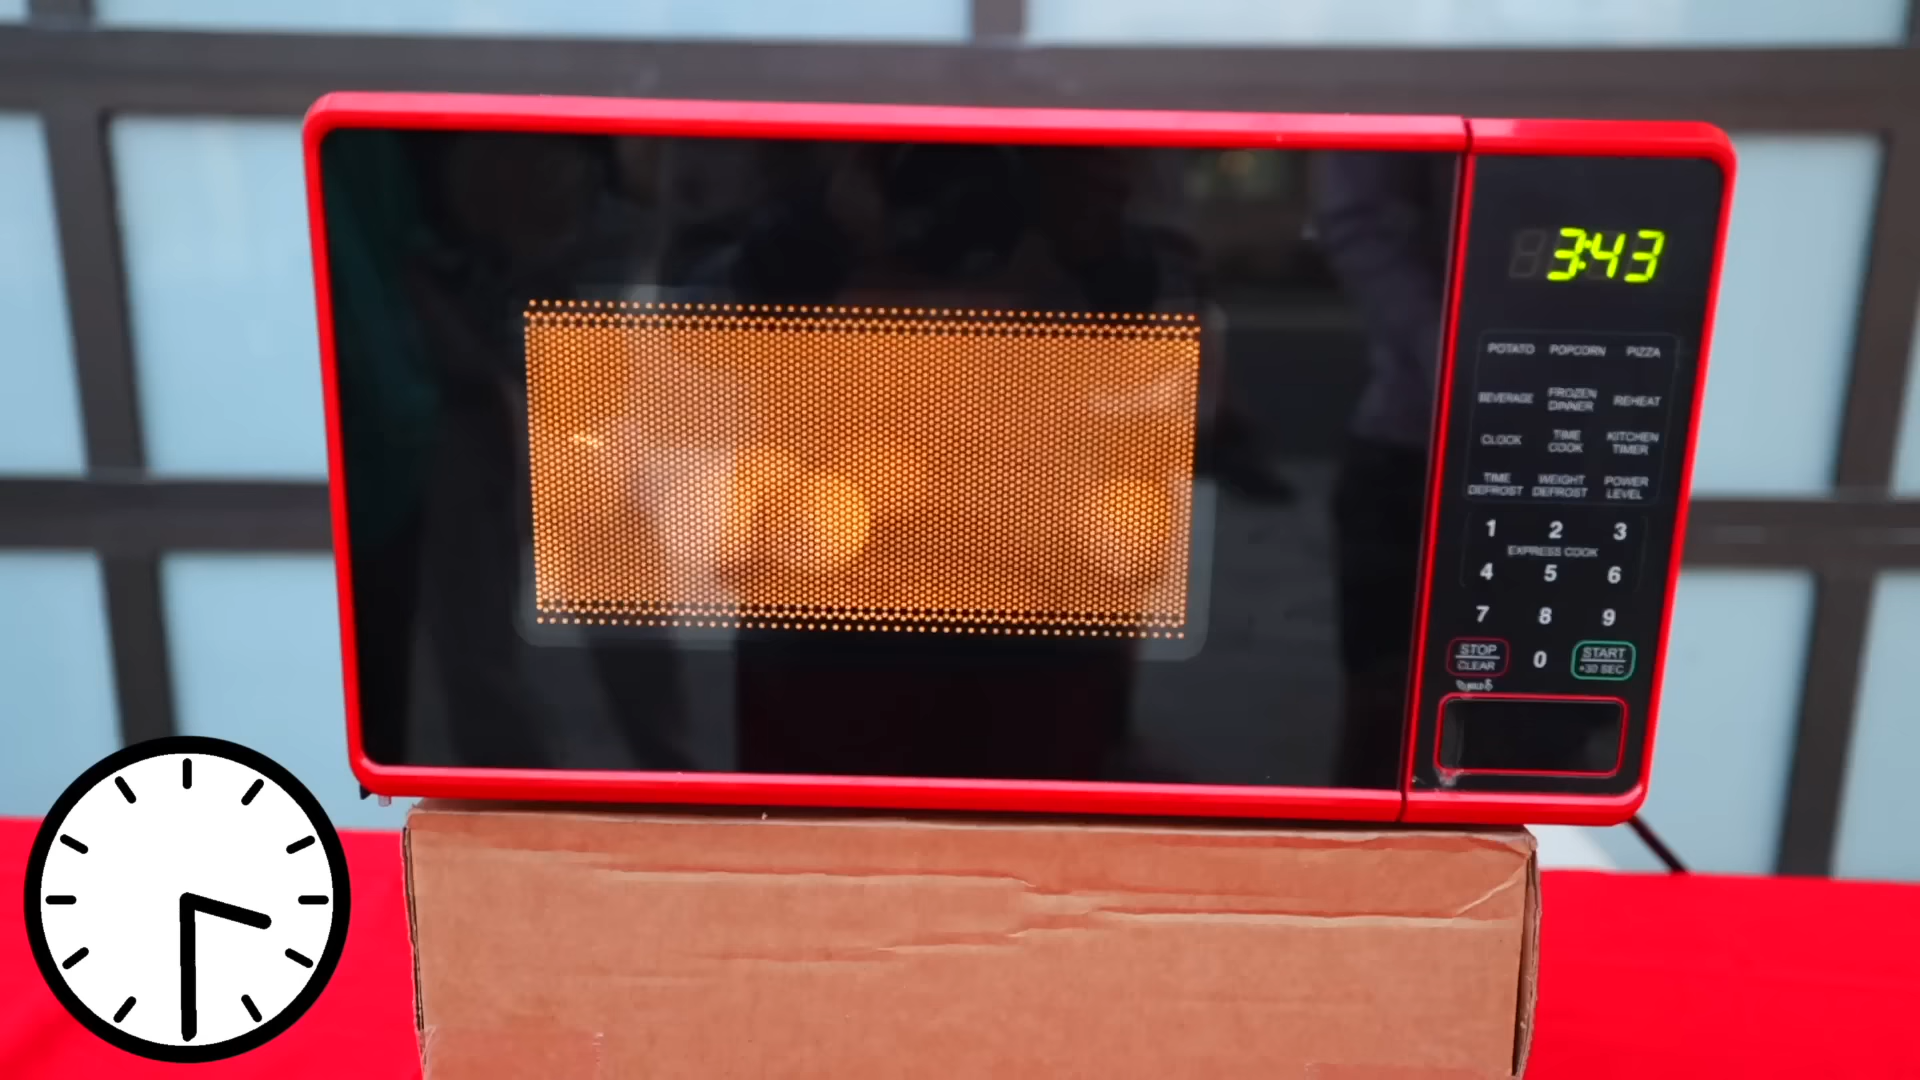 3:43
POTATO POPCORN PIZZA
BEVERAGE FROZEN DINNER REHEAT
CLOCK TIME COOK KITCHEN TIMER
TIME DEFROST WEIGHT DEFROST POWER LEVEL
1 2 3
EXPRESS COOK
4 5 6
7 8 9
STOP CLEAR 0 START +30 SEC